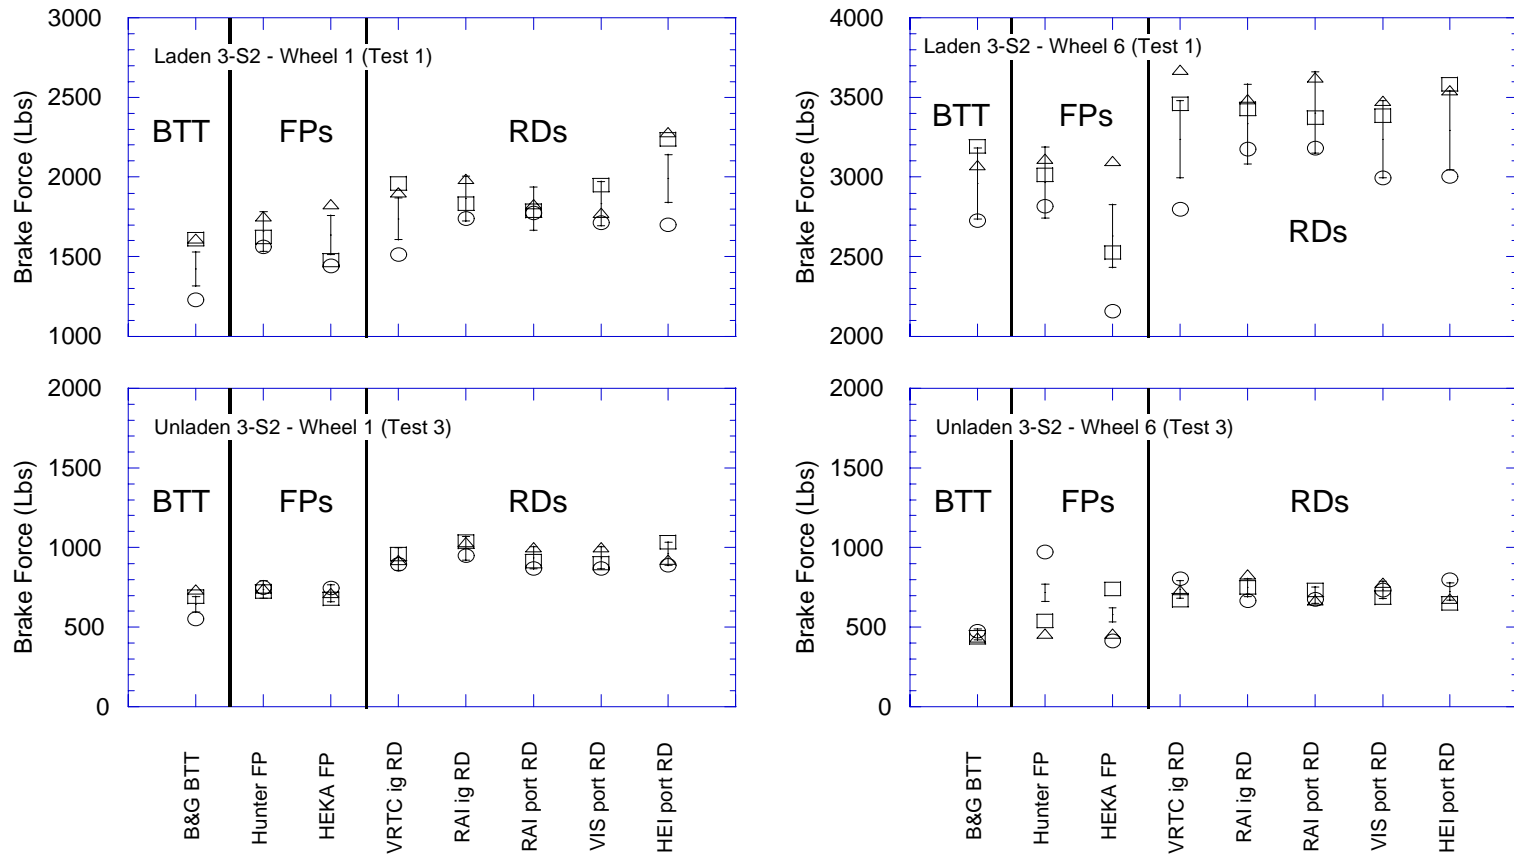 3000
2500
2000
1500
1000
Brake Force (Lbs)
Laden 3-S2 - Wheel 1 (Test 1)
BTT
FPs
RDs
4000
3500
3000
2500
2000
Brake Force (Lbs)
Laden 3-S2 - Wheel 6 (Test 1)
BTT
FPs
RDs
2000
1500
1000
500
0
Brake Force (Lbs)
Unladen 3-S2 - Wheel 1 (Test 3)
BTT
FPs
RDs
B&G BTT
Hunter FP
HEKA FP
VRTC ig RD
RAI ig RD
RAI port RD
VIS port RD
HEI port RD
2000
1500
1000
500
0
Brake Force (Lbs)
Unladen 3-S2 - Wheel 6 (Test 3)
BTT
FPs
RDs
B&G BTT
Hunter FP
HEKA FP
VRTC ig RD
RAI ig RD
RAI port RD
VIS port RD
HEI port RD